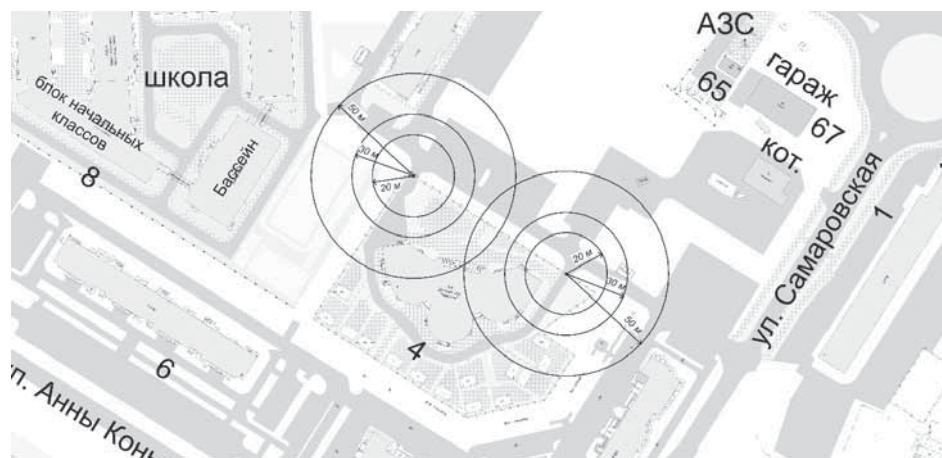 АЗС
65
гараж
67
кот.
школа
блок начальных
классов
Бассейн
8
50 м
30 м
20 м
20 м
30 м
50 м
ул. Самаровская
1
4
6
ул. Анны